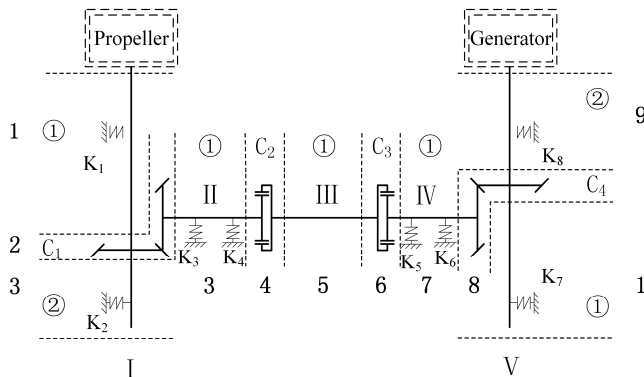 Propeller
Generator
1 ① K₁
① C₂ ① C₃ ①
② 9
K₈
II III IV
C₄
2 C₁
K₃ K₄ K₅ K₆
3 ② K₂
3 4 5 6 7 8
K₇ ① 1
I V